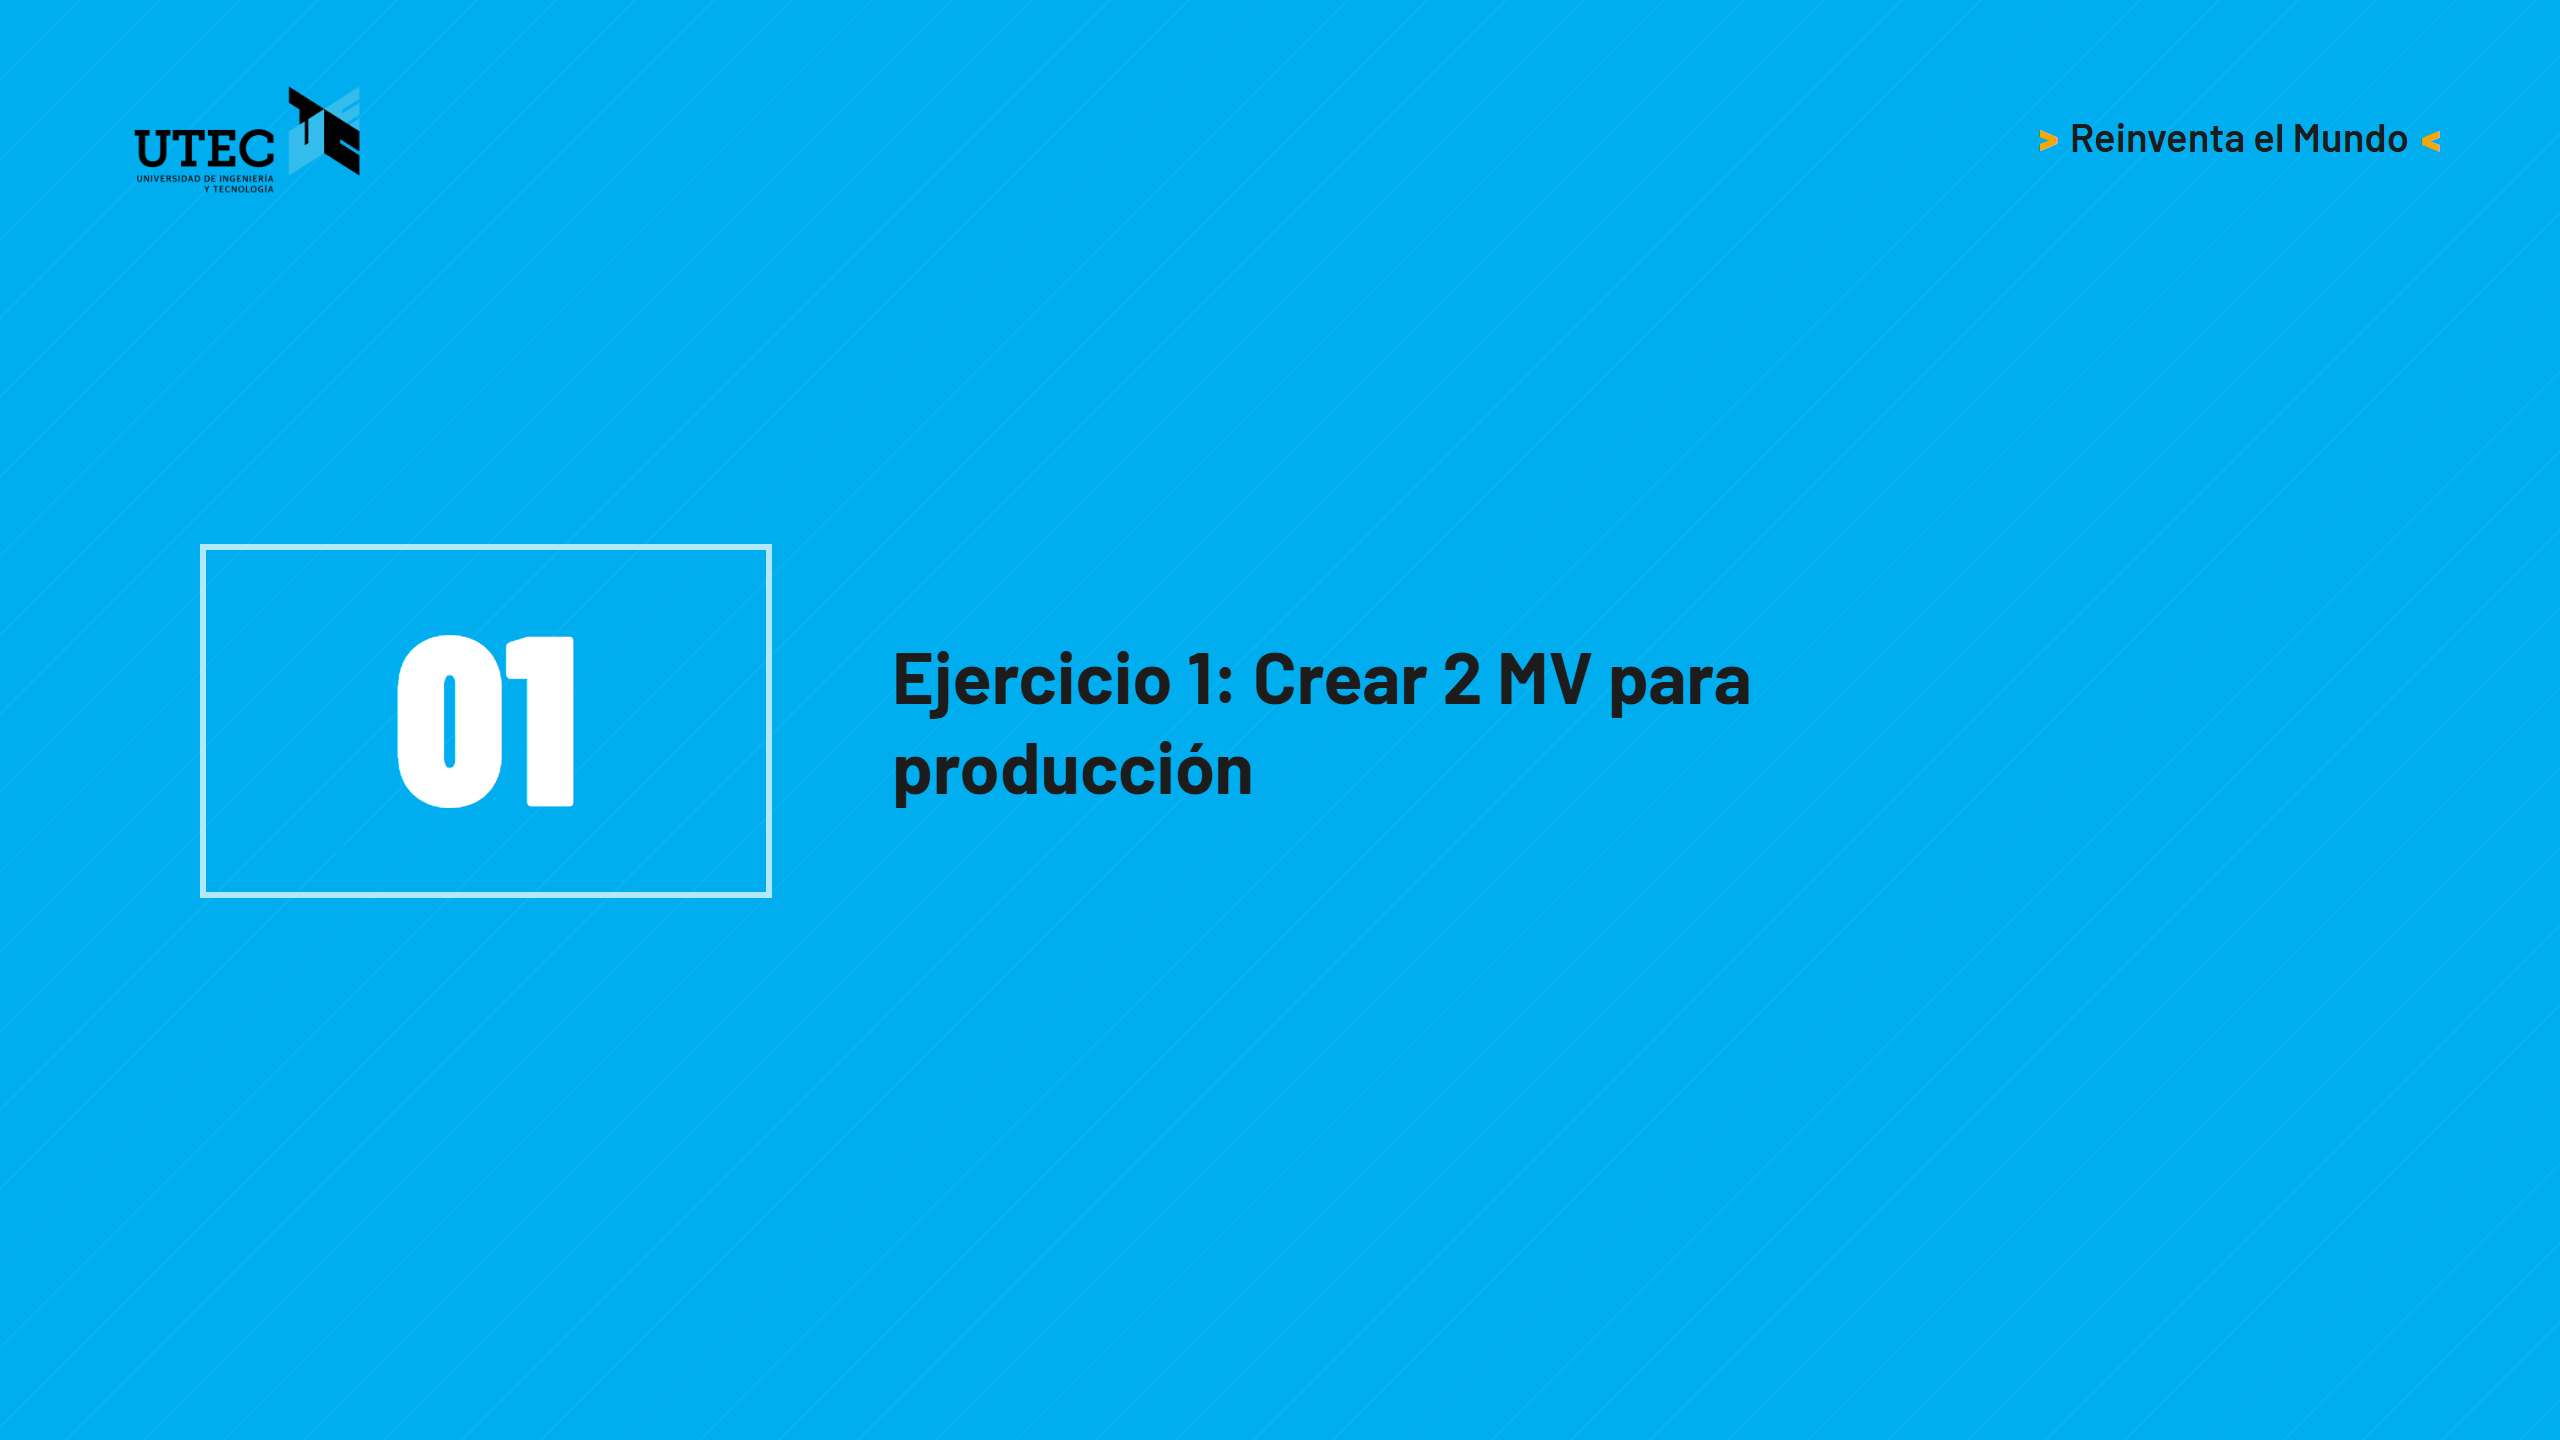 UTEC
UNIVERSIDAD DE INGENIERÍA
Y TECNOLOGÍA
> Reinventa el Mundo <
01
Ejercicio 1: Crear 2 MV para
producción